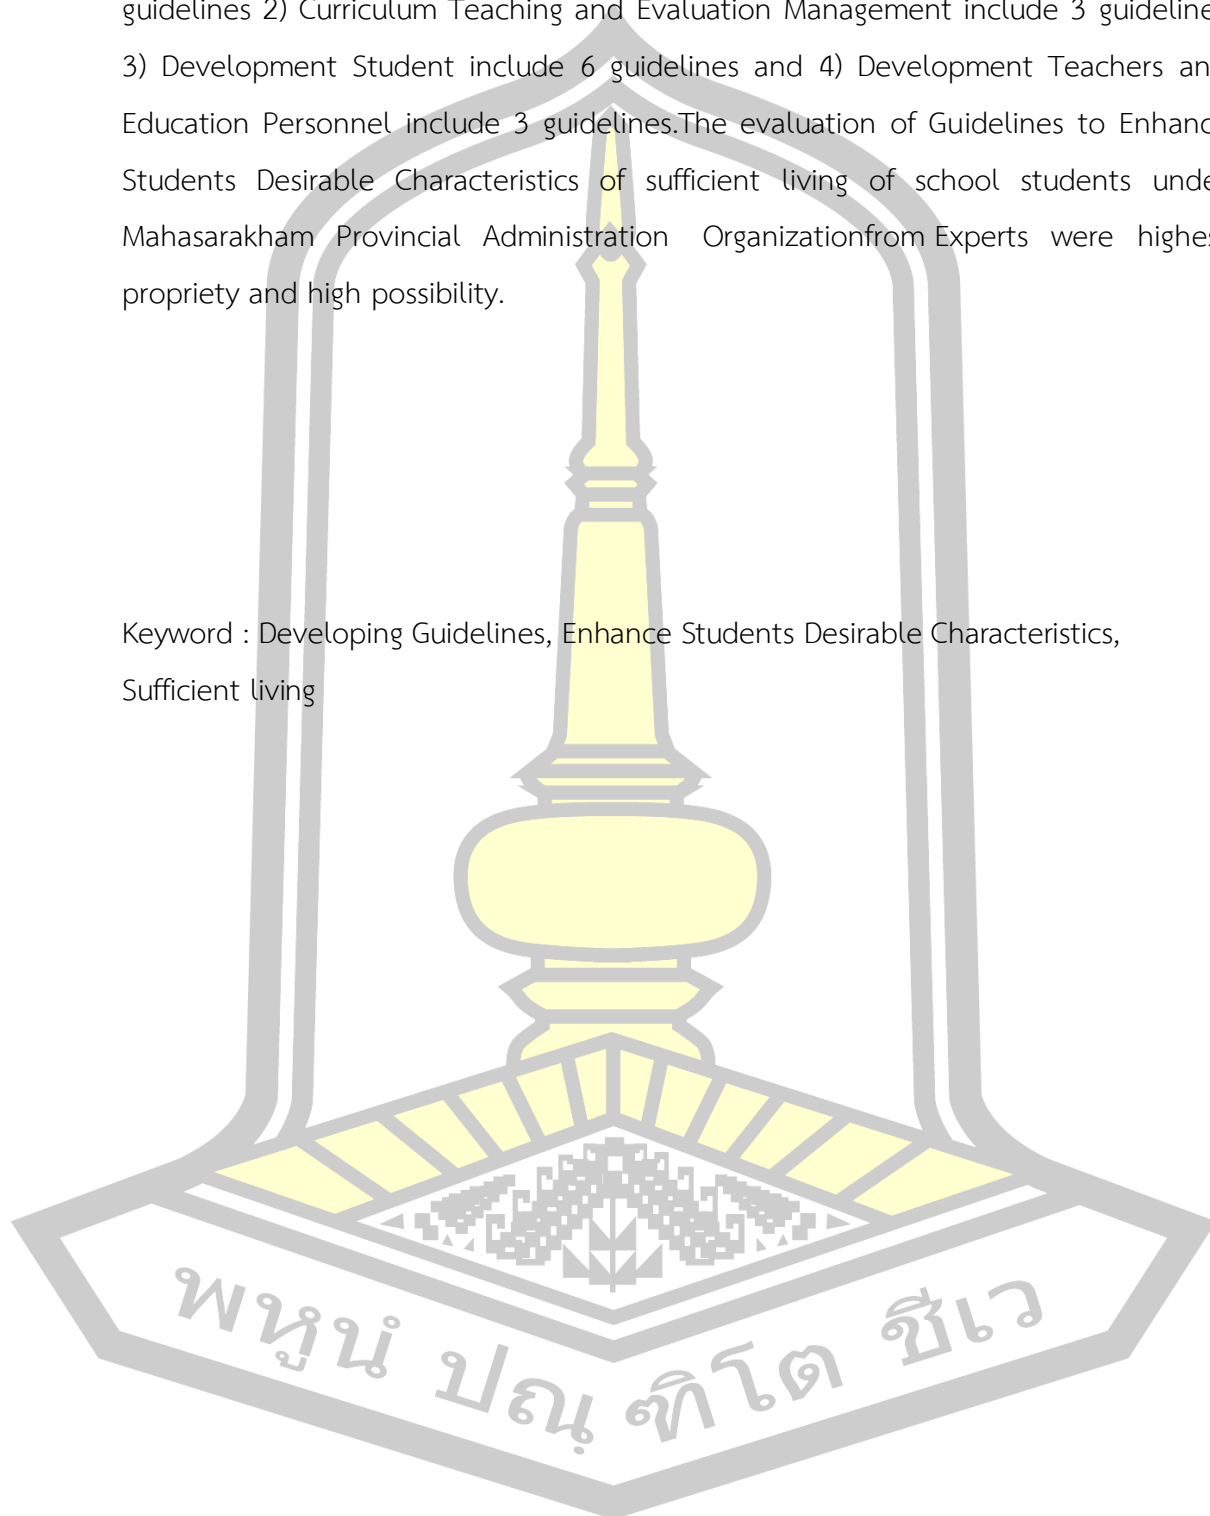 guidelines 2) Curriculum Teaching and Evaluation Management include 3 guideline
3) Development Student include 6 guidelines and 4) Development Teachers an
Education Personnel include 3 guidelines.The evaluation of Guidelines to Enhanc
Students Desirable Characteristics of sufficient living of school students unde
Mahasarakham Provincial Administration Organizationfrom Experts were highes
propriety and high possibility.
Keyword : Developing Guidelines, Enhance Students Desirable Characteristics,
Sufficient living
พหูนํ ปณฺฑิโต ชีเว